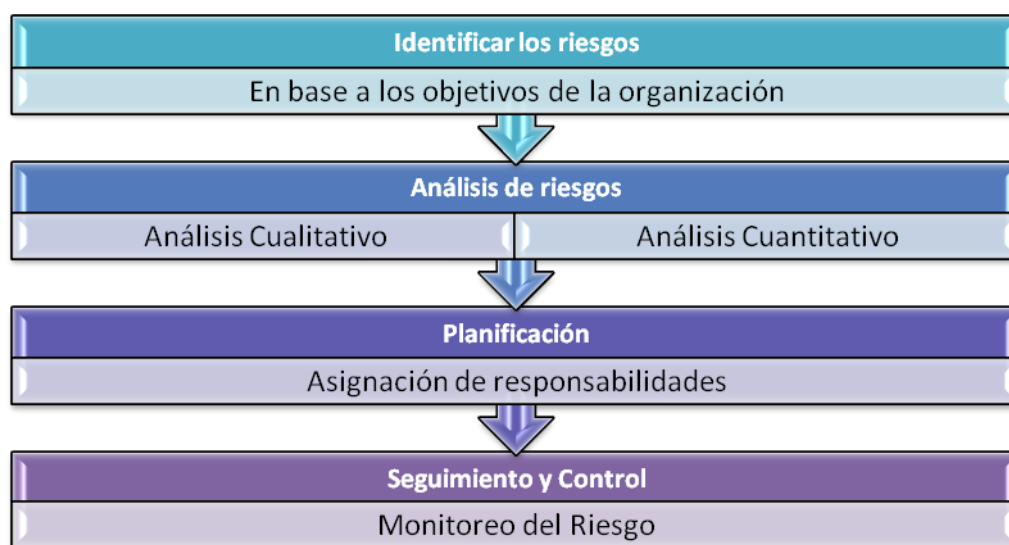 Identificar los riesgos
En base a los objetivos de la organización
Análisis de riesgos
Análisis Cualitativo
Análisis Cuantitativo
Planificación
Asignación de responsabilidades
Seguimiento y Control
Monitoreo del Riesgo